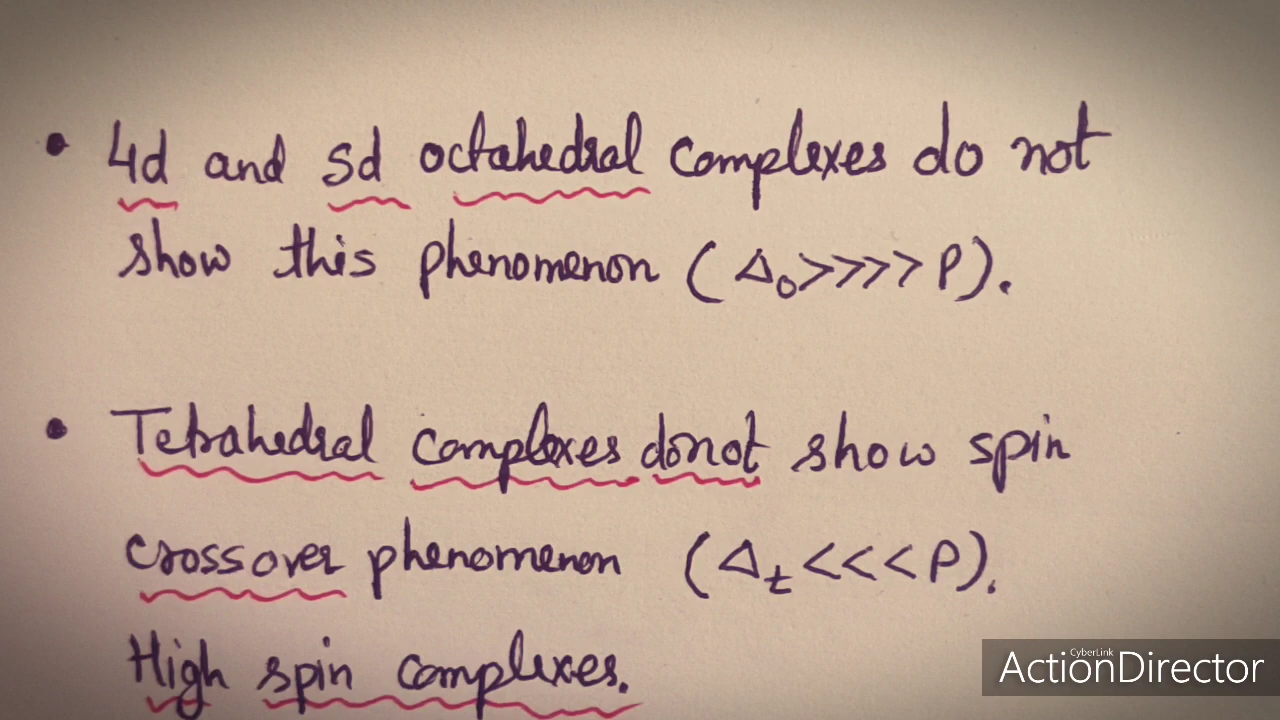 • 4d and 5d octahedral complexes do not
show this phenomenon (Δo>>>> P).
• Tetrahedral complexes donot show spin
crossover phenomenon (Δt <<< P).
High spin complexes.
CyberLink
ActionDirector